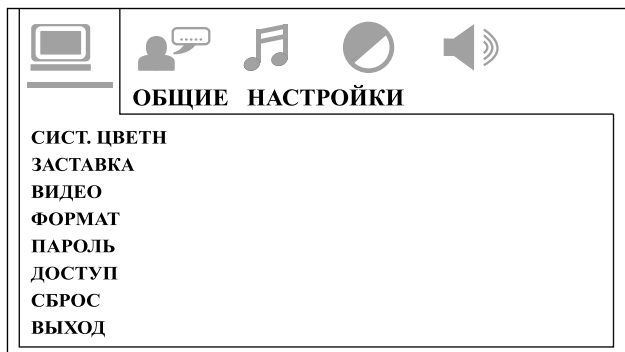 ОБЩИЕ НАСТРОЙКИ
СИСТ. ЦВЕТН
ЗАСТАВКА
ВИДЕО
ФОРМАТ
ПАРОЛЬ
ДОСТУП
СБРОС
ВЫХОД